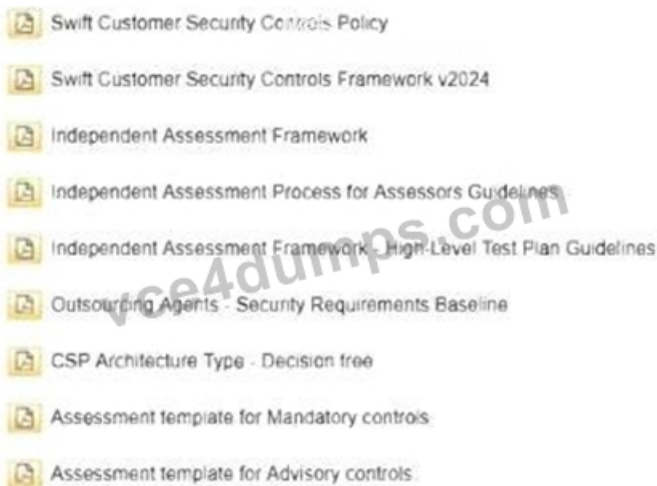 Swift Customer Security Controls Policy
Swift Customer Security Controls Framework v2024
Independent Assessment Framework
Independent Assessment Process for Assessors Guidelines
Independent Assessment Framework - High-Level Test Plan Guidelines
vce4dumps.com
Outsourcing Agents - Security Requirements Baseline
CSP Architecture Type - Decision tree
Assessment template for Mandatory controls
Assessment template for Advisory controls